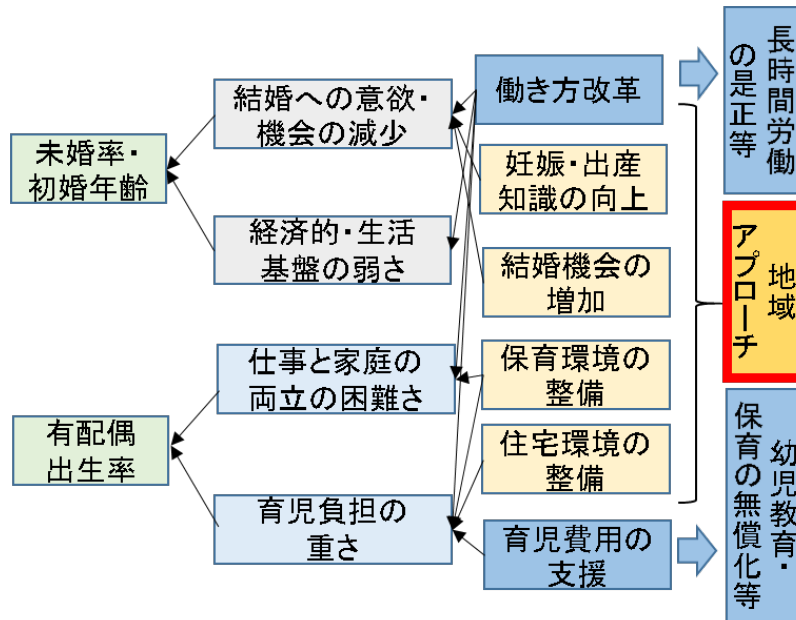 未婚率・
初婚年齢
有配偶
出生率
結婚への意欲・
機会の減少
経済的・生活
基盤の弱さ
仕事と家庭の
両立の困難さ
育児負担の
重さ
働き方改革
妊娠・出産
知識の向上
結婚機会の
増加
保育環境の
整備
住宅環境の
整備
育児費用の
支援
長時間労働
の是正等
地域
アプローチ
幼児教育・
保育の無償化等